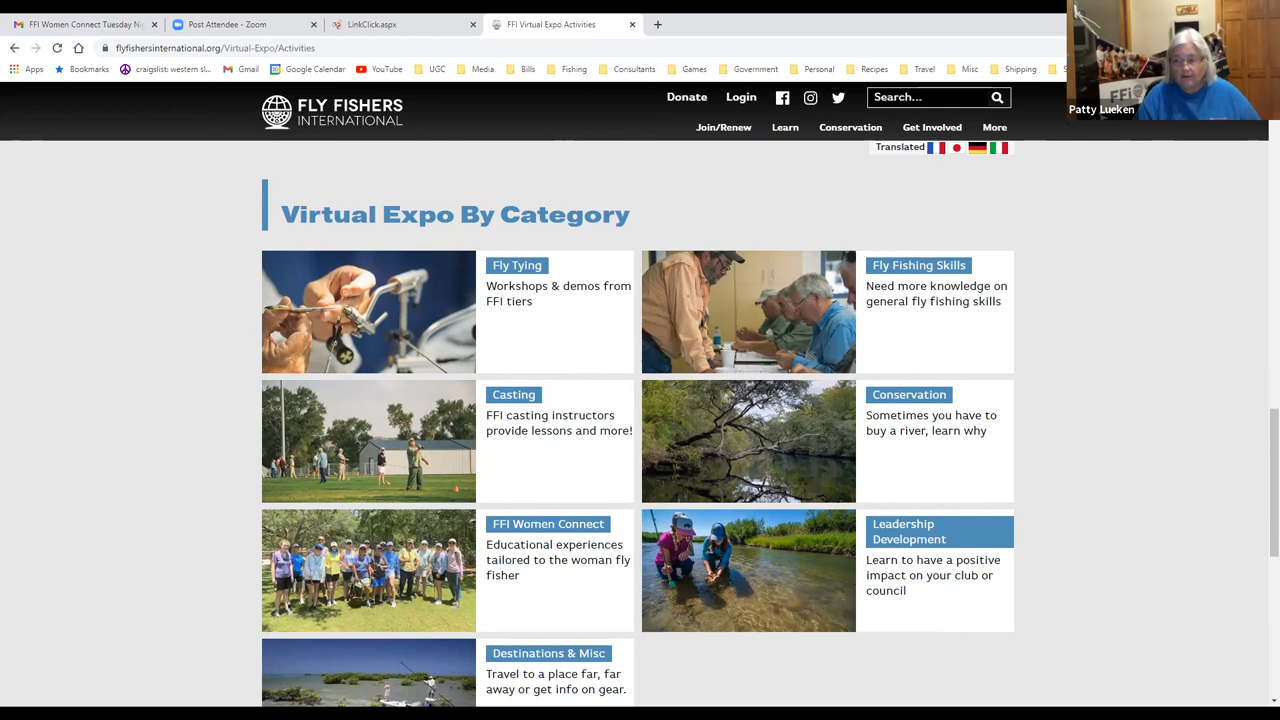 FFI Women Connect Tuesday Nig
Post Attendee - Zoom
LinkClick.aspx
FFI Virtual Expo Activities
flyfishersinternational.org/Virtual-Expo/Activities
Apps
Bookmarks
craigslist: western sl...
Gmail
Google Calendar
YouTube
UGC
Media
Bills
Fishing
Consultants
Games
Government
Personal
Recipes
Travel
Misc
Shipping
Patty Lueken
FLY FISHERS
INTERNATIONAL
Donate
Login
Search...
Join/Renew
Learn
Conservation
Get Involved
More
Translated
Virtual Expo By Category
Fly Tying
Workshops & demos from
FFI tiers
Fly Fishing Skills
Need more knowledge on
general fly fishing skills
Casting
FFI casting instructors
provide lessons and more!
Conservation
Sometimes you have to
buy a river, learn why
FFI Women Connect
Educational experiences
tailored to the woman fly
fisher
Leadership
Development
Learn to have a positive
impact on your club or
council
Destinations & Misc
Travel to a place far, far
away or get info on gear.